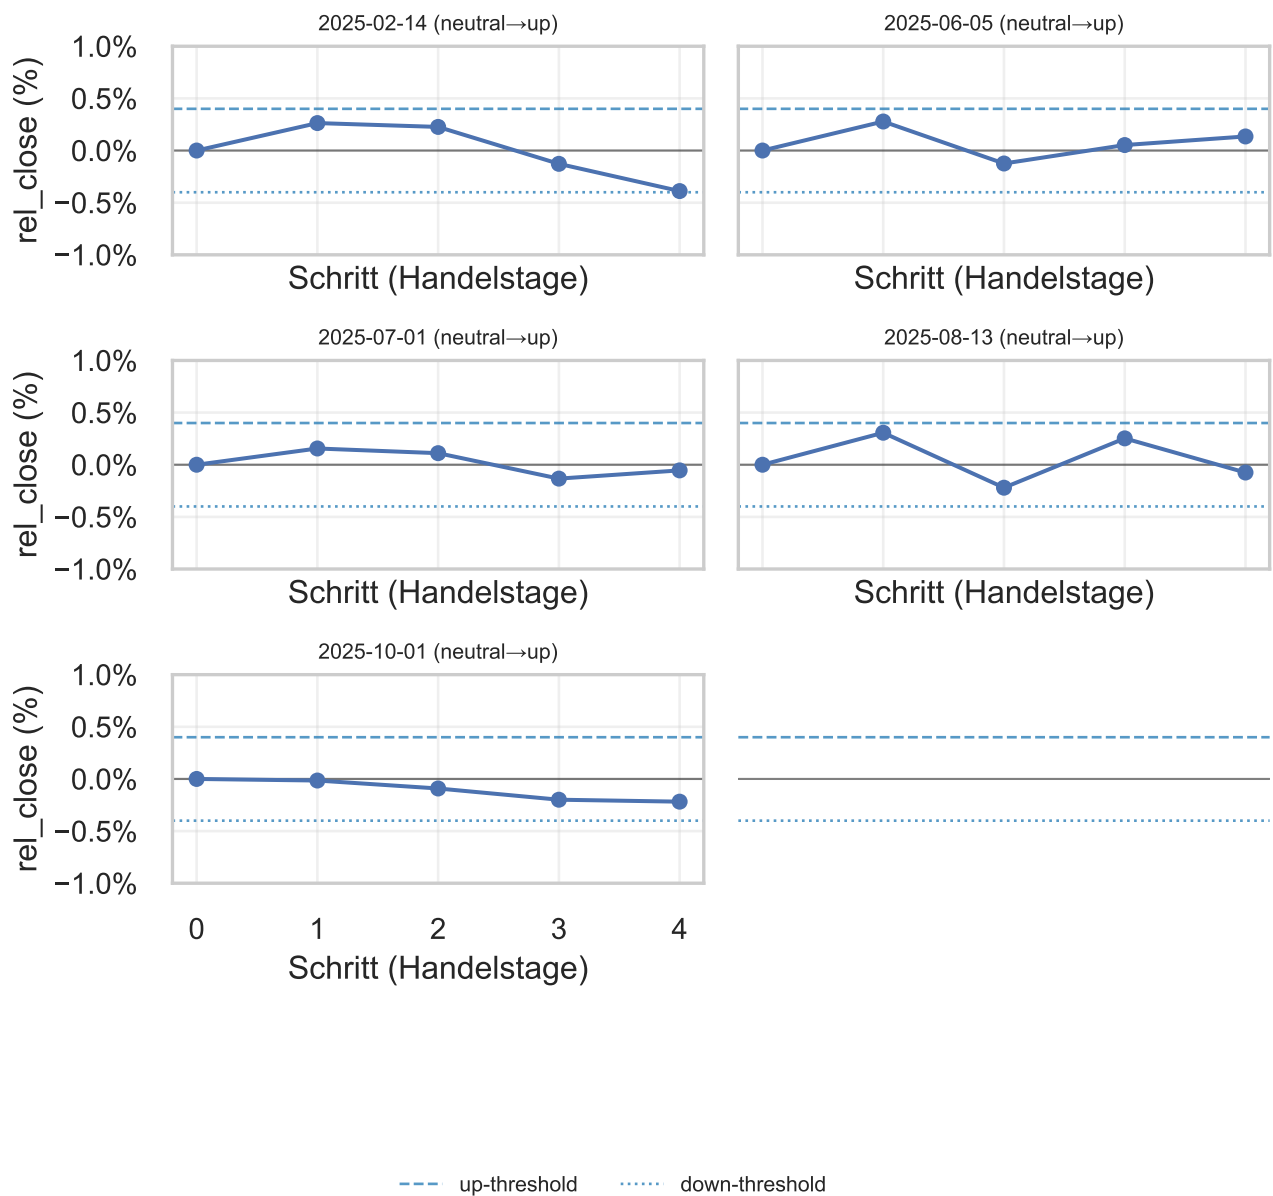 2025-02-14 (neutral→up)
2025-06-05 (neutral→up)
1.0%
0.5%
0.0%
−0.5%
−1.0%
rel_close (%)
Schritt (Handelstage)
Schritt (Handelstage)
2025-07-01 (neutral→up)
2025-08-13 (neutral→up)
1.0%
0.5%
0.0%
−0.5%
−1.0%
rel_close (%)
Schritt (Handelstage)
Schritt (Handelstage)
2025-10-01 (neutral→up)
1.0%
0.5%
0.0%
−0.5%
−1.0%
rel_close (%)
0 1 2 3 4
Schritt (Handelstage)
up-threshold down-threshold